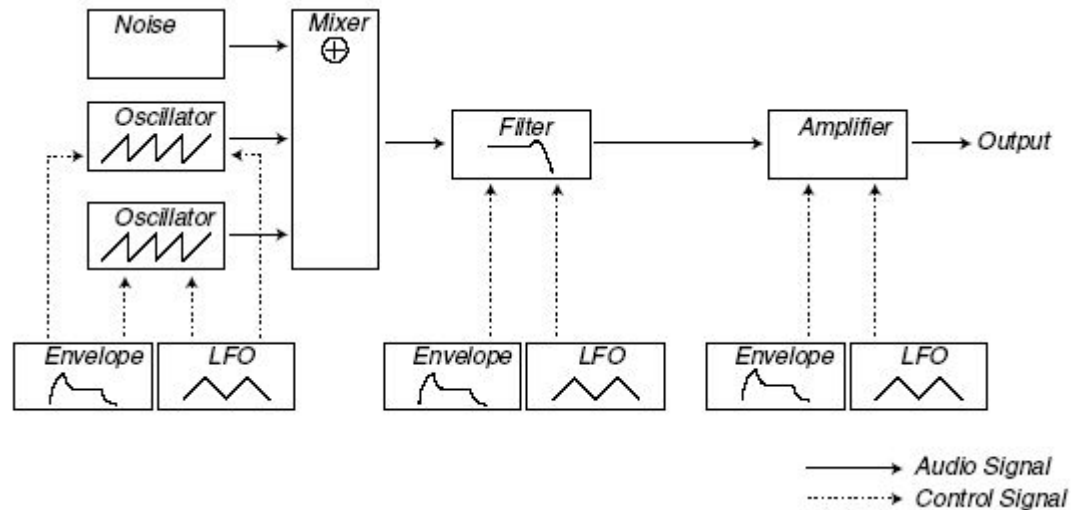 Noise
Mixer
Oscillator
Filter
Amplifier
Output
Oscillator
Envelope
LFO
Envelope
LFO
Envelope
LFO
Audio Signal
Control Signal